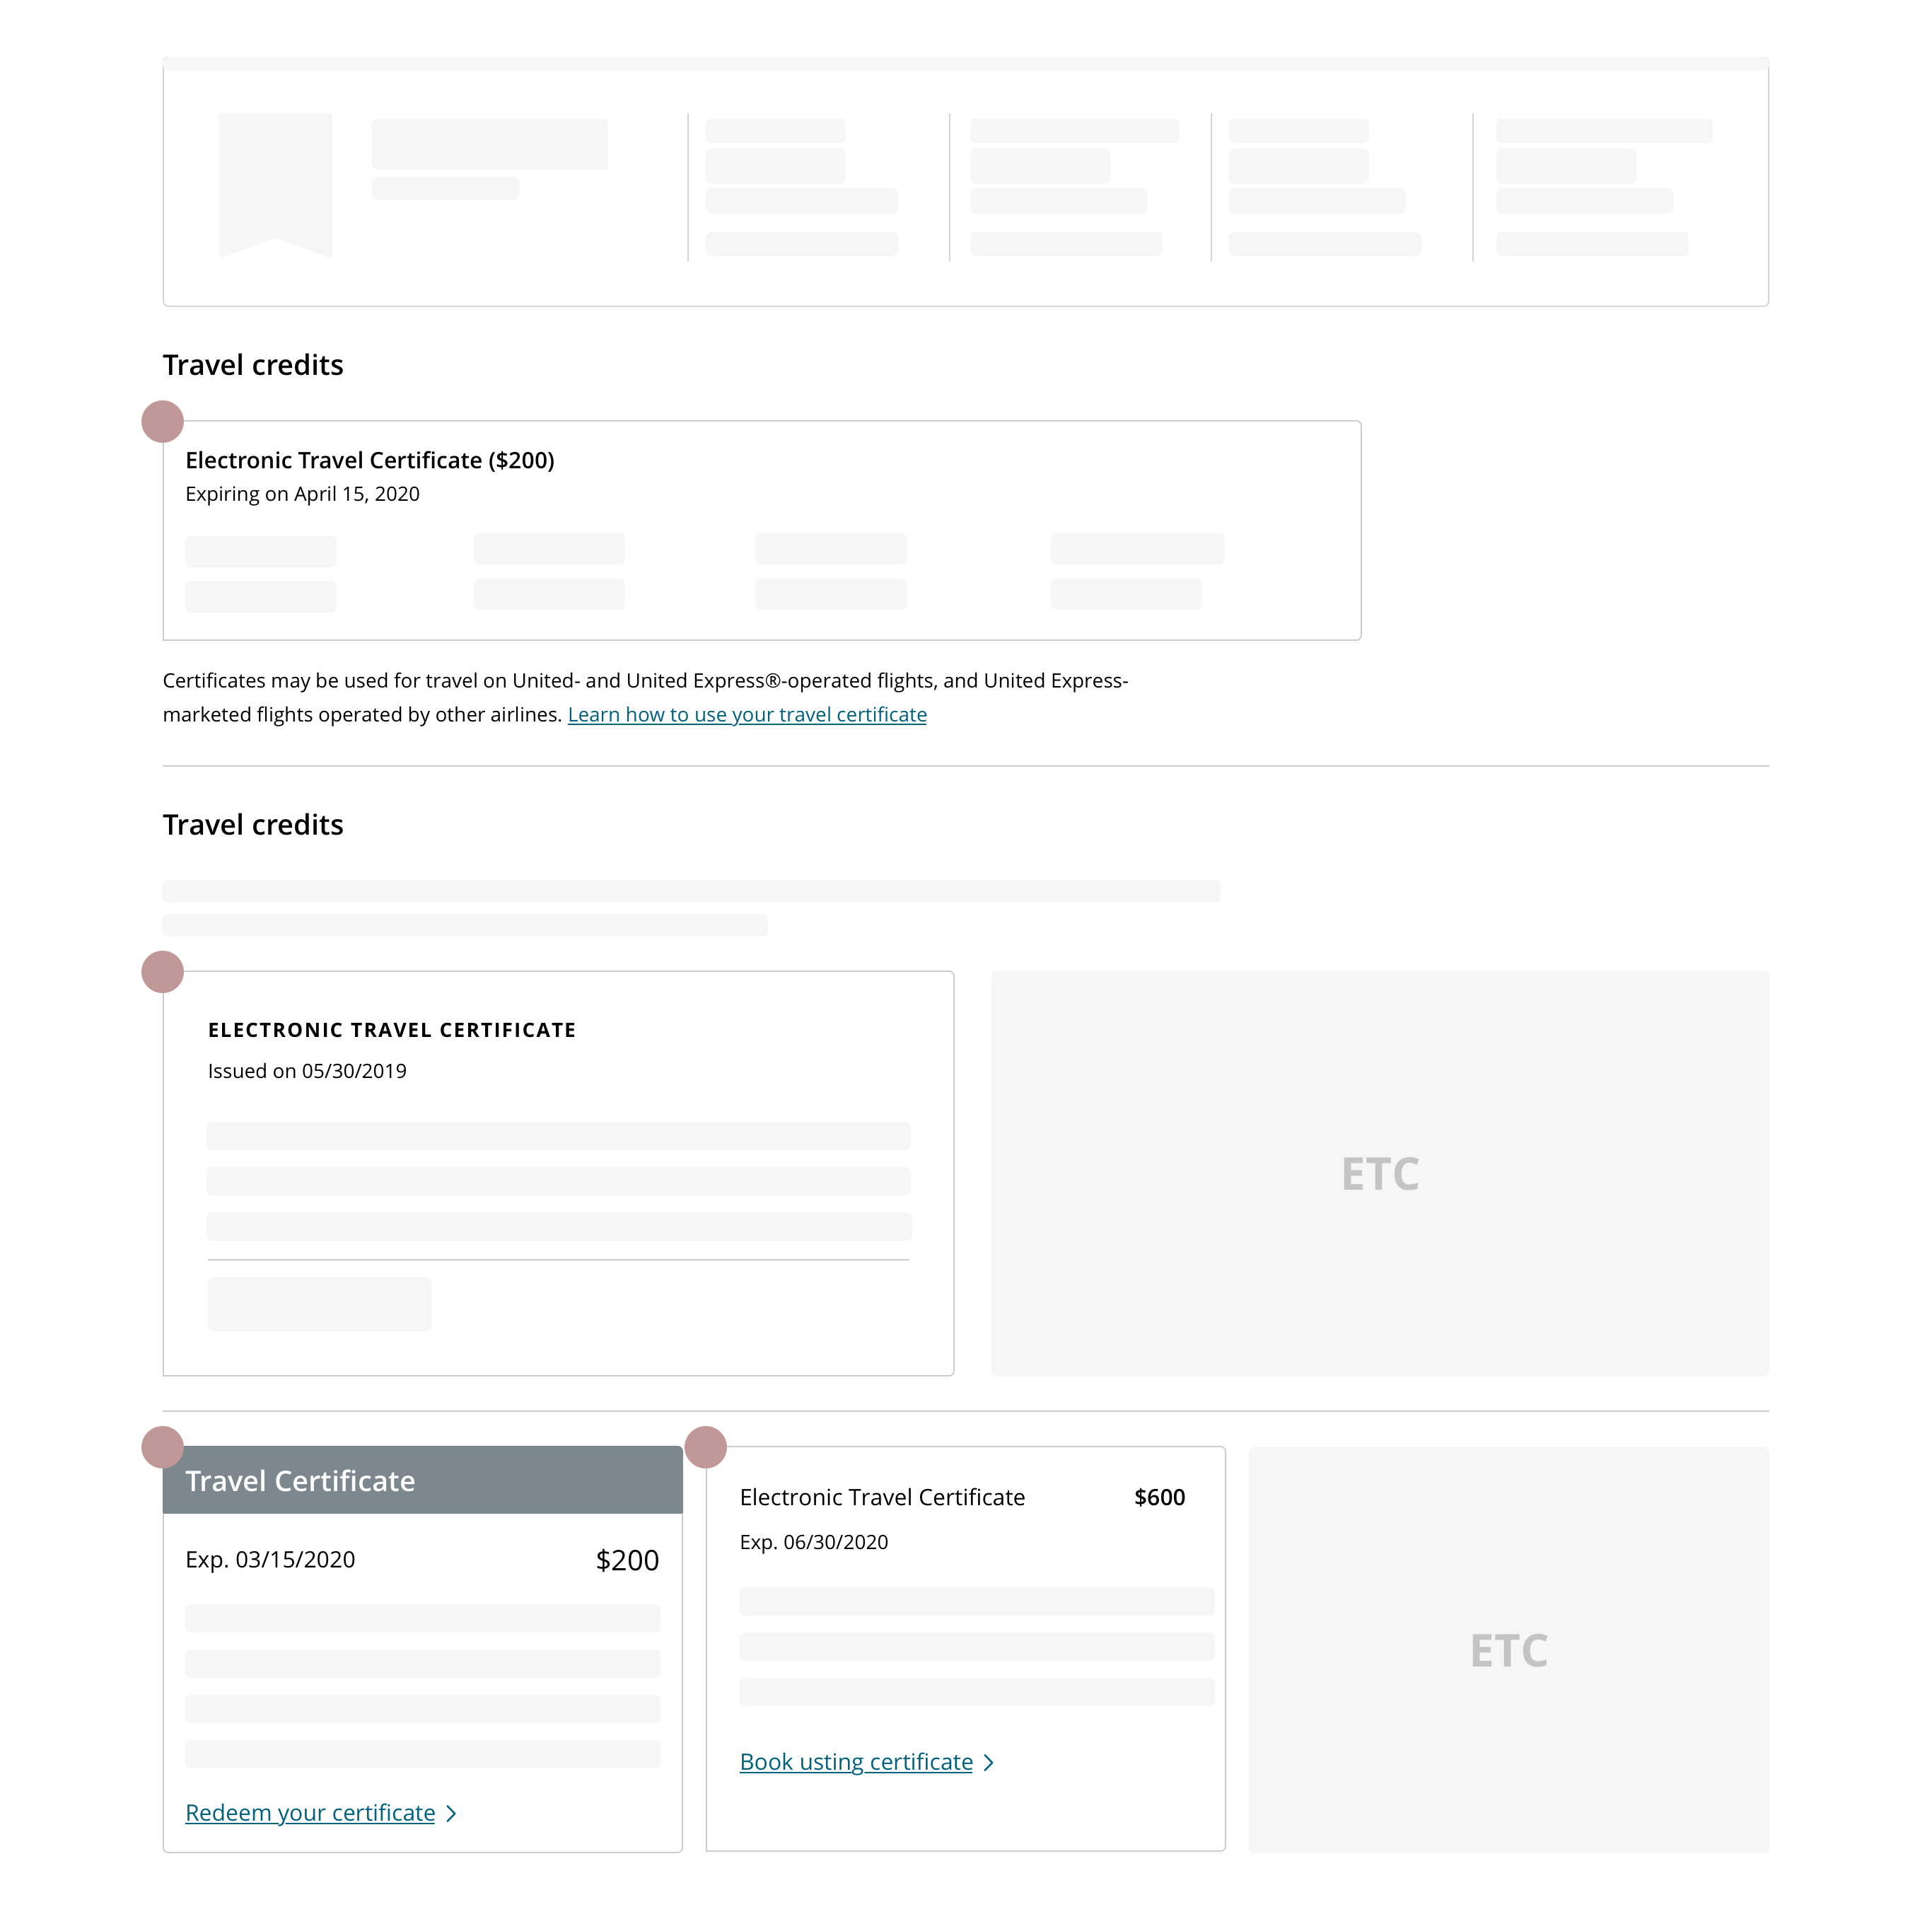 Travel credits
Electronic Travel Certificate ($200)
Expiring on April 15, 2020
Certificates may be used for travel on United- and United Express®-operated flights, and United Express-
marketed flights operated by other airlines. Learn how to use your travel certificate
Travel credits
ELECTRONIC TRAVEL CERTIFICATE
Issued on 05/30/2019
ETC
Travel Certificate
Exp. 03/15/2020 $200
Redeem your certificate
Electronic Travel Certificate $600
Exp. 06/30/2020
Book usting certificate
ETC